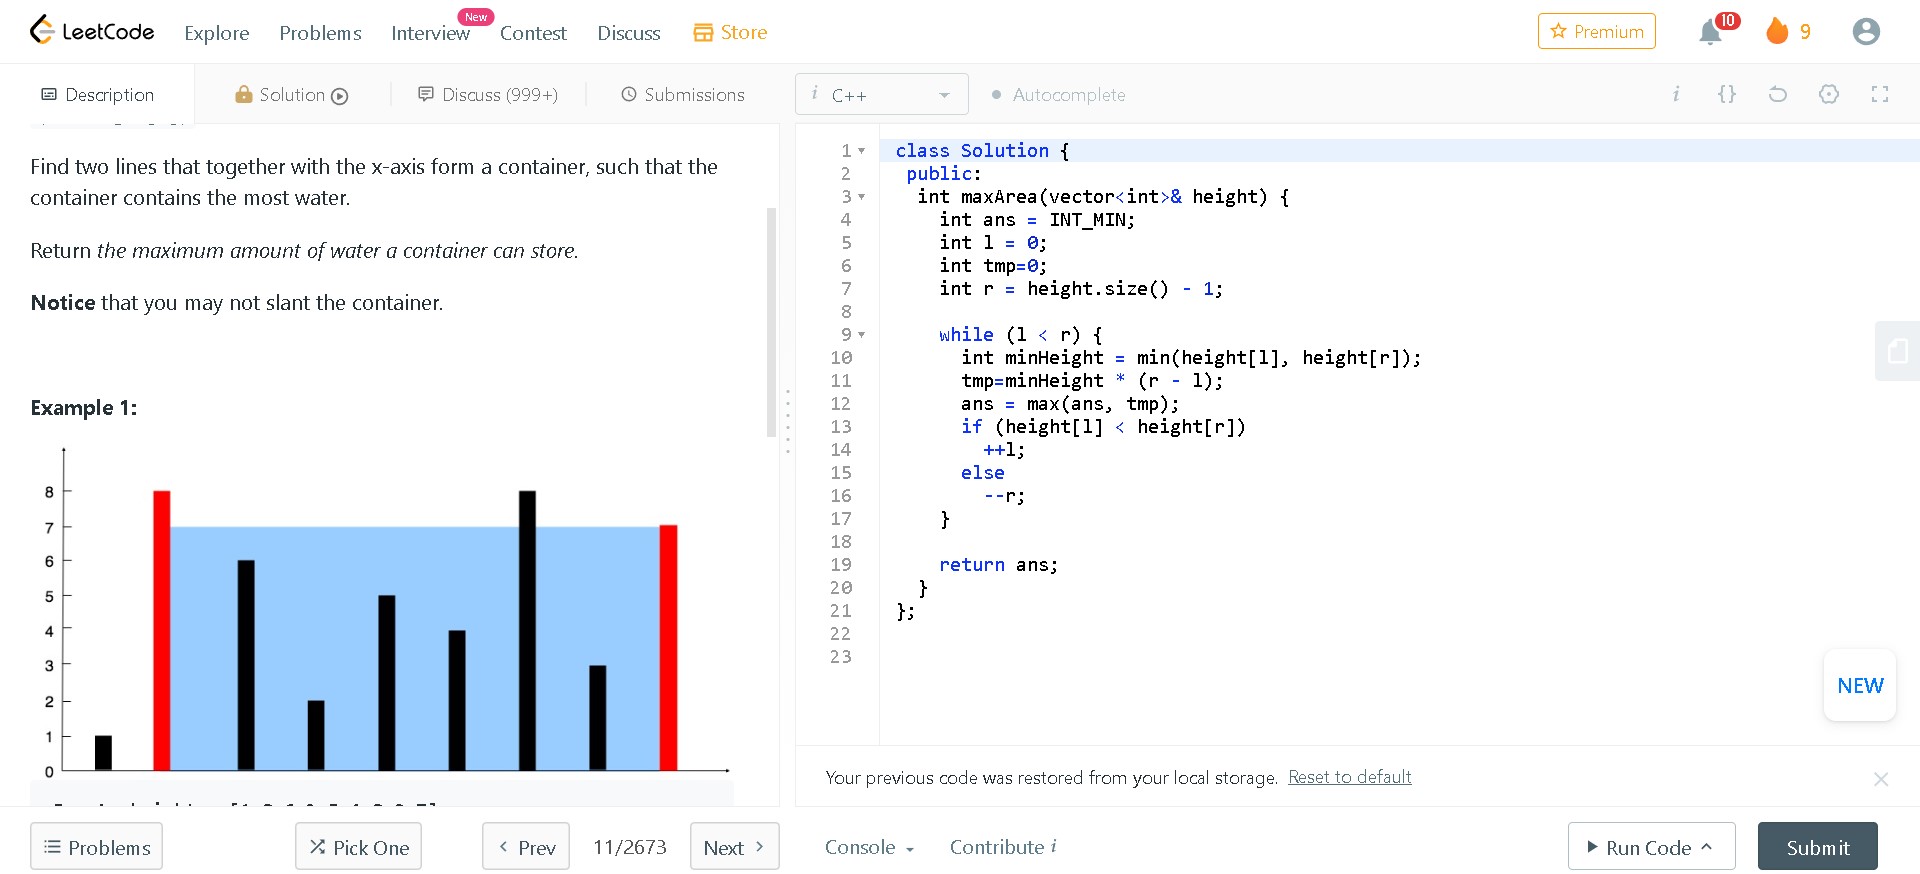 LeetCode
Explore
Problems
Interview
New
Contest
Discuss
Store
Premium
10
9
Description
Solution
Discuss (999+)
Submissions
i C++
Autocomplete
i {}
Find two lines that together with the x-axis form a container, such that the
container contains the most water.
Return the maximum amount of water a container can store.
Notice that you may not slant the container.
Example 1:
8
7
6
5
4
3
2
1
0
1 class Solution {
2 public:
3 int maxArea(vector<int>& height) {
4 int ans = INT_MIN;
5 int l = 0;
6 int tmp=0;
7 int r = height.size() - 1;
8
9 while (l < r) {
10 int minHeight = min(height[l], height[r]);
11 tmp=minHeight * (r - l);
12 ans = max(ans, tmp);
13 if (height[l] < height[r])
14 ++l;
15 else
16 --r;
17 }
18
19 return ans;
20 }
21 };
22
23
NEW
Your previous code was restored from your local storage. Reset to default
Problems
Pick One
Prev
11/2673
Next
Console
Contribute i
Run Code
Submit